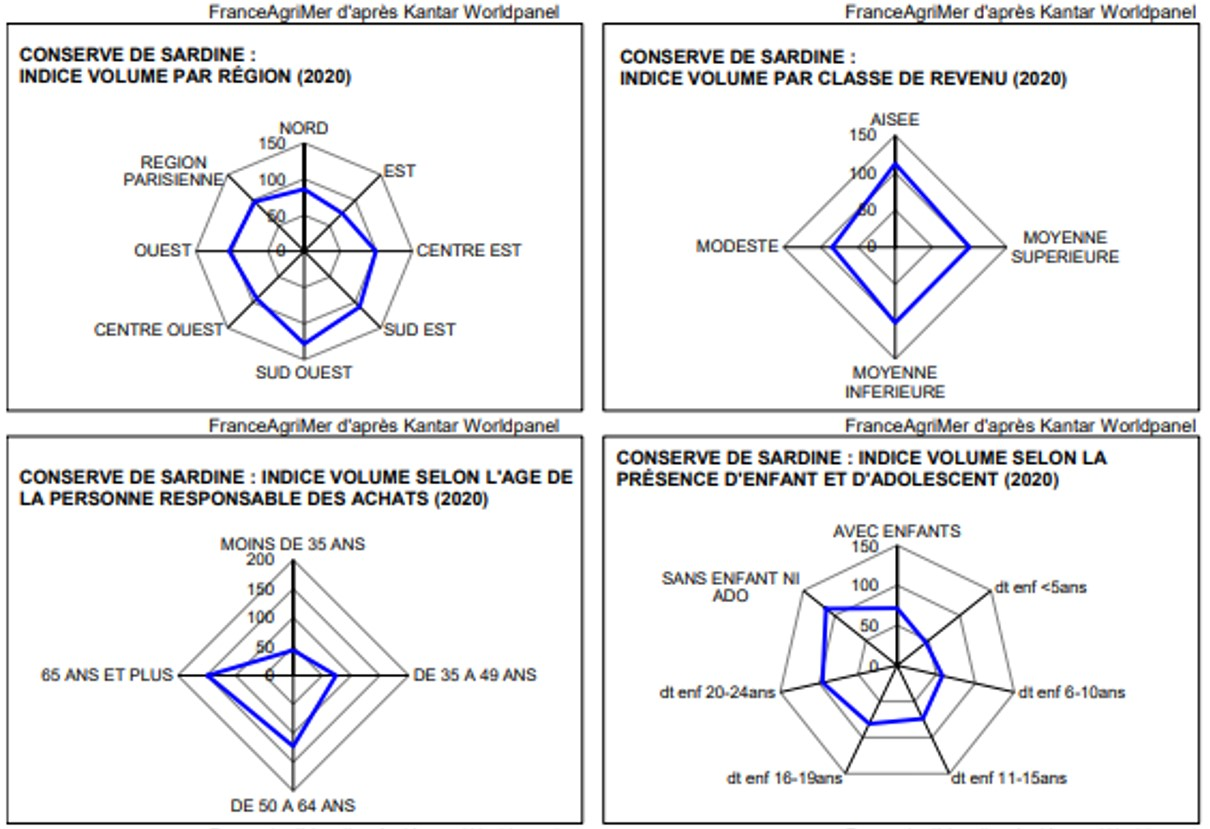 FranceAgriMer d'après Kantar Worldpanel
CONSERVE DE SARDINE :
INDICE VOLUME PAR RÉGION (2020)
NORD
150
REGION
PARISIENNE
EST
100
50
OUEST
0
CENTRE EST
CENTRE OUEST
SUD EST
SUD OUEST
FranceAgriMer d'après Kantar Worldpanel
CONSERVE DE SARDINE :
INDICE VOLUME PAR CLASSE DE REVENU (2020)
AISEE
150
100
50
MODESTE
0
MOYENNE
SUPERIEURE
MOYENNE
INFERIEURE
FranceAgriMer d'après Kantar Worldpanel
CONSERVE DE SARDINE : INDICE VOLUME SELON L'AGE DE
LA PERSONNE RESPONSABLE DES ACHATS (2020)
MOINS DE 35 ANS
200
150
100
50
65 ANS ET PLUS
0
DE 35 A 49 ANS
DE 50 A 64 ANS
FranceAgriMer d'après Kantar Worldpanel
CONSERVE DE SARDINE : INDICE VOLUME SELON LA
PRÉSENCE D'ENFANT ET D'ADOLESCENT (2020)
AVEC ENFANTS
150
SANS ENFANT NI
ADO
dt enf <5ans
100
50
0
dt enf 20-24ans
dt enf 6-10ans
dt enf 16-19ans
dt enf 11-15ans